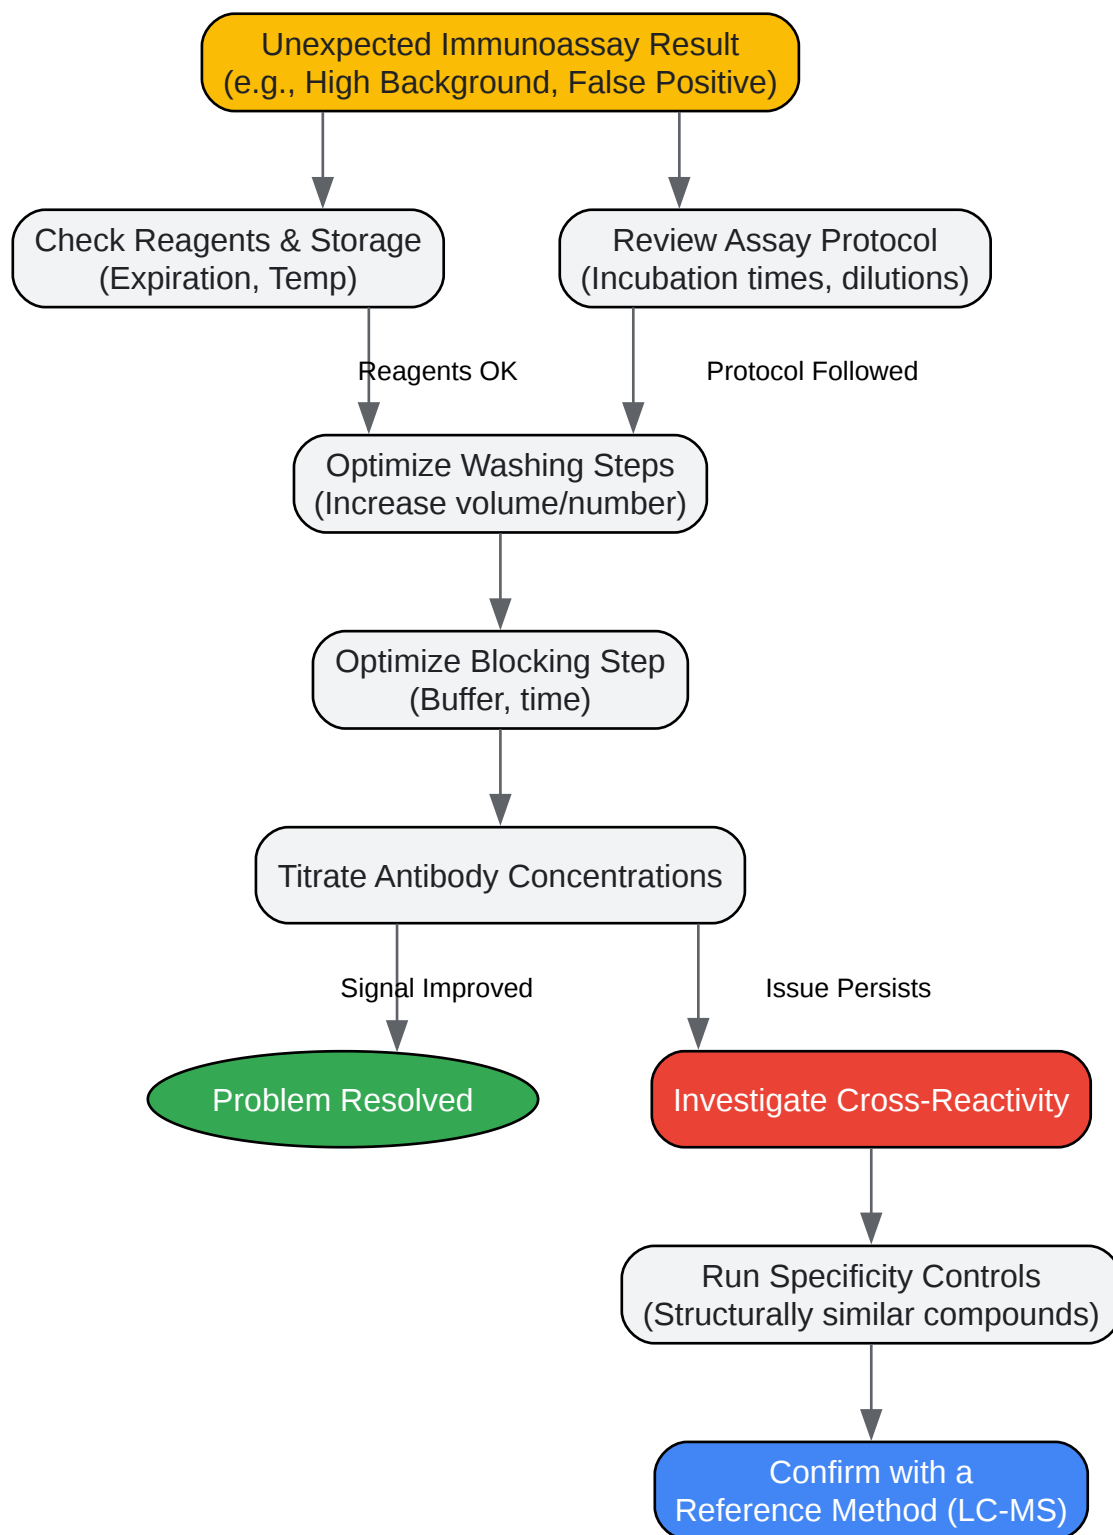 Unexpected Immunoassay Result
(e.g., High Background, False Positive)
Check Reagents & Storage
(Expiration, Temp)
Review Assay Protocol
(Incubation times, dilutions)
Reagents OK
Protocol Followed
Optimize Washing Steps
(Increase volume/number)
Optimize Blocking Step
(Buffer, time)
Titrate Antibody Concentrations
Signal Improved
Issue Persists
Problem Resolved
Investigate Cross-Reactivity
Run Specificity Controls
(Structurally similar compounds)
Confirm with a
Reference Method (LC-MS)